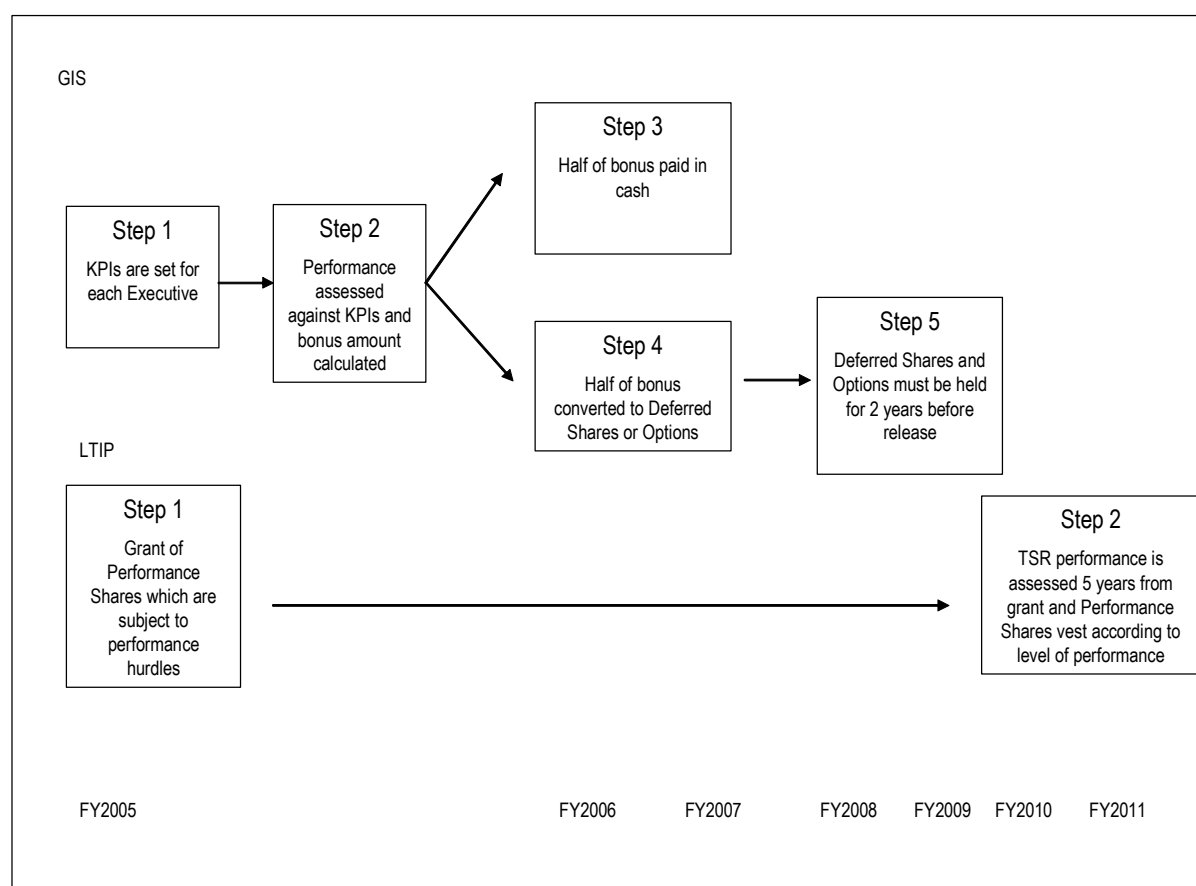 GIS
Step 1
KPIs are set for
each Executive
Step 2
Performance
assessed
against KPIs and
bonus amount
calculated
Step 3
Half of bonus paid in
cash
Step 4
Half of bonus
converted to Deferred
Shares or Options
Step 5
Deferred Shares and
Options must be held
for 2 years before
release
LTIP
Step 1
Grant of
Performance
Shares which are
subject to
performance
hurdles
Step 2
TSR performance is
assessed 5 years from
grant and Performance
Shares vest according to
level of performance
FY2005 FY2006 FY2007 FY2008 FY2009 FY2010 FY2011